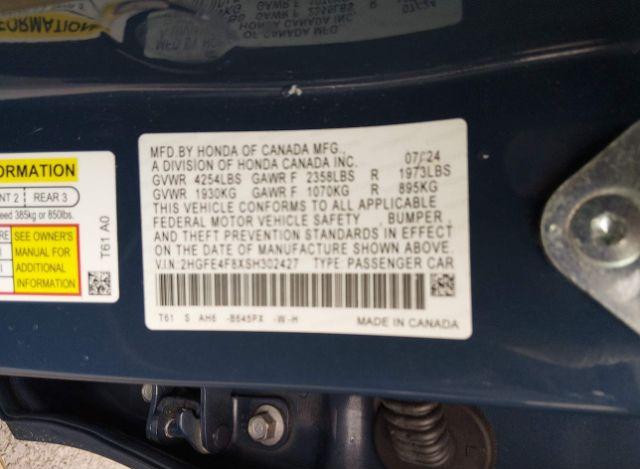 MFD.BY HONDA OF CANADA MFG.,
A DIVISION OF HONDA CANADA INC. 07/24
GVWR 4254LBS GAWR F 2358LBS R 1973LBS
GVWR 1930KG GAWR F 1070KG R 895KG
THIS VEHICLE CONFORMS TO ALL APPLICABLE
FEDERAL MOTOR VEHICLE SAFETY , BUMPER
AND THEFT PREVENTION STANDARDS IN EFFECT
ON THE DATE OF MANUFACTURE SHOWN ABOVE.
V.I.N: 2HGFE4F8XSH302427 TYPE: PASSENGER CAR
T61 S AH6 -B645PX -W-H MADE IN CANADA
ORMATION
NT 2 REAR 3
eed 385kg or 850lbs.
RE SEE OWNER'S
MANUAL FOR
ADDITIONAL
INFORMATION
T61 A0